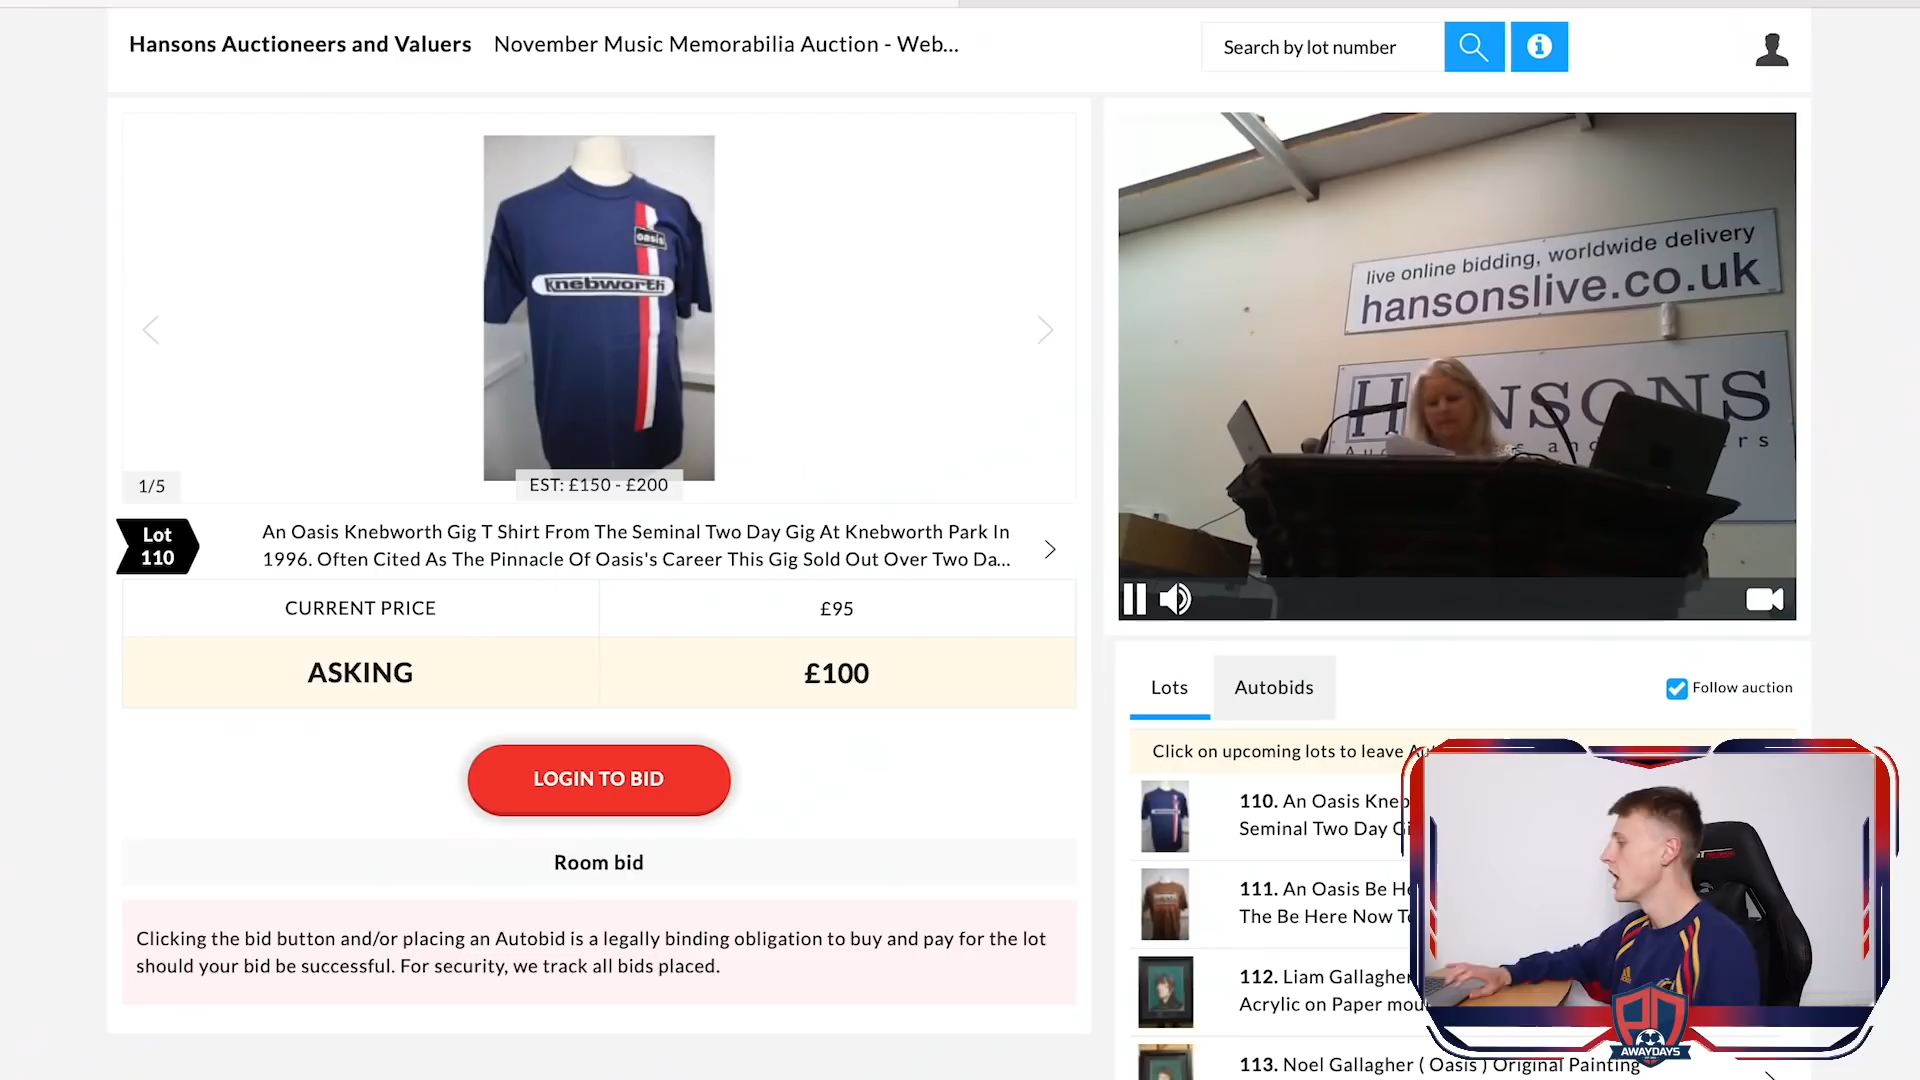 Hansons Auctioneers and Valuers November Music Memorabilia Auction - Web...
Search by lot number
oasis
knebworth
1/5
EST: £150 - £200
Lot
110
An Oasis Knebworth Gig T Shirt From The Seminal Two Day Gig At Knebworth Park In
1996. Often Cited As The Pinnacle Of Oasis's Career This Gig Sold Out Over Two Da...
CURRENT PRICE £95
ASKING £100
LOGIN TO BID
Room bid
Clicking the bid button and/or placing an Autobid is a legally binding obligation to buy and pay for the lot
should your bid be successful. For security, we track all bids placed.
live online bidding, worldwide delivery
hansonslive.co.uk
H NSONS
Lots Autobids
Follow auction
Click on upcoming lots to leave
110. An Oasis
Seminal Two Day
111. An Oasis Be
The Be Here Now
112. Liam Gallagher
Acrylic on Paper
113. Noel Gallagher ( Oasis ) Original Painting
AWAYDAYS